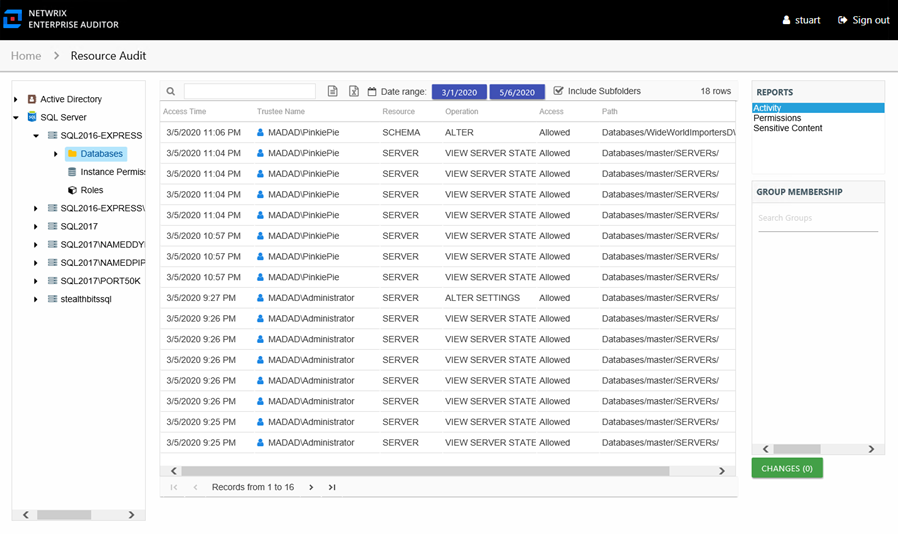 NETWRIX
ENTERPRISE AUDITOR
stuart
Sign out
Home > Resource Audit
Active Directory
SQL Server
SQL2016-EXPRESS
Databases
Instance Permiss
Roles
SQL2016-EXPRESS\
SQL2017
SQL2017\NAMEDDY
SQL2017\NAMEDPIP
SQL2017\PORT50K
stealthbitssql
Date range: 3/1/2020 5/6/2020 Include Subfolders 18 rows
Access Time Trustee Name Resource Operation Access Path
3/5/2020 11:06 PM MADAD\PinkiePie SCHEMA ALTER Allowed Databases/WideWorldImportersDW
3/5/2020 11:04 PM MADAD\PinkiePie SERVER VIEW SERVER STATE Allowed Databases/master/SERVERs/
3/5/2020 11:04 PM MADAD\PinkiePie SERVER VIEW SERVER STATE Allowed Databases/master/SERVERs/
3/5/2020 11:04 PM MADAD\PinkiePie SERVER VIEW SERVER STATE Allowed Databases/master/SERVERs/
3/5/2020 11:04 PM MADAD\PinkiePie SERVER VIEW SERVER STATE Allowed Databases/master/SERVERs/
3/5/2020 10:57 PM MADAD\PinkiePie SERVER VIEW SERVER STATE Allowed Databases/master/SERVERs/
3/5/2020 10:57 PM MADAD\PinkiePie SERVER VIEW SERVER STATE Allowed Databases/master/SERVERs/
3/5/2020 10:57 PM MADAD\PinkiePie SERVER VIEW SERVER STATE Allowed Databases/master/SERVERs/
3/5/2020 9:27 PM MADAD\Administrator SERVER ALTER SETTINGS Allowed Databases/master/SERVERs/
3/5/2020 9:26 PM MADAD\Administrator SERVER VIEW SERVER STATE Allowed Databases/master/SERVERs/
3/5/2020 9:26 PM MADAD\Administrator SERVER VIEW SERVER STATE Allowed Databases/master/SERVERs/
3/5/2020 9:26 PM MADAD\Administrator SERVER VIEW SERVER STATE Allowed Databases/master/SERVERs/
3/5/2020 9:26 PM MADAD\Administrator SERVER VIEW SERVER STATE Allowed Databases/master/SERVERs/
3/5/2020 9:26 PM MADAD\Administrator SERVER VIEW SERVER STATE Allowed Databases/master/SERVERs/
3/5/2020 9:25 PM MADAD\Administrator SERVER VIEW SERVER STATE Allowed Databases/master/SERVERs/
3/5/2020 9:25 PM MADAD\Administrator SERVER VIEW SERVER STATE Allowed Databases/master/SERVERs/
Records from 1 to 16
REPORTS
Activity
Permissions
Sensitive Content
GROUP MEMBERSHIP
Search Groups
CHANGES (0)